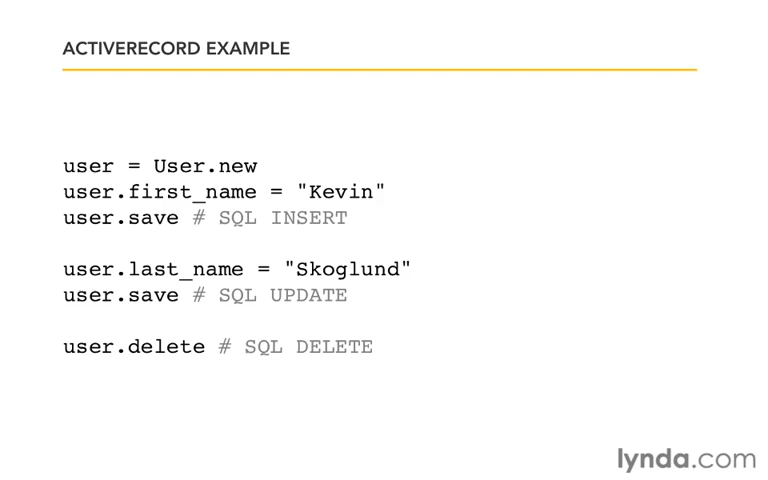 ACTIVERECORD EXAMPLE
user = User.new
user.first_name = "Kevin"
user.save # SQL INSERT
user.last_name = "Skoglund"
user.save # SQL UPDATE
user.delete # SQL DELETE
lynda.com